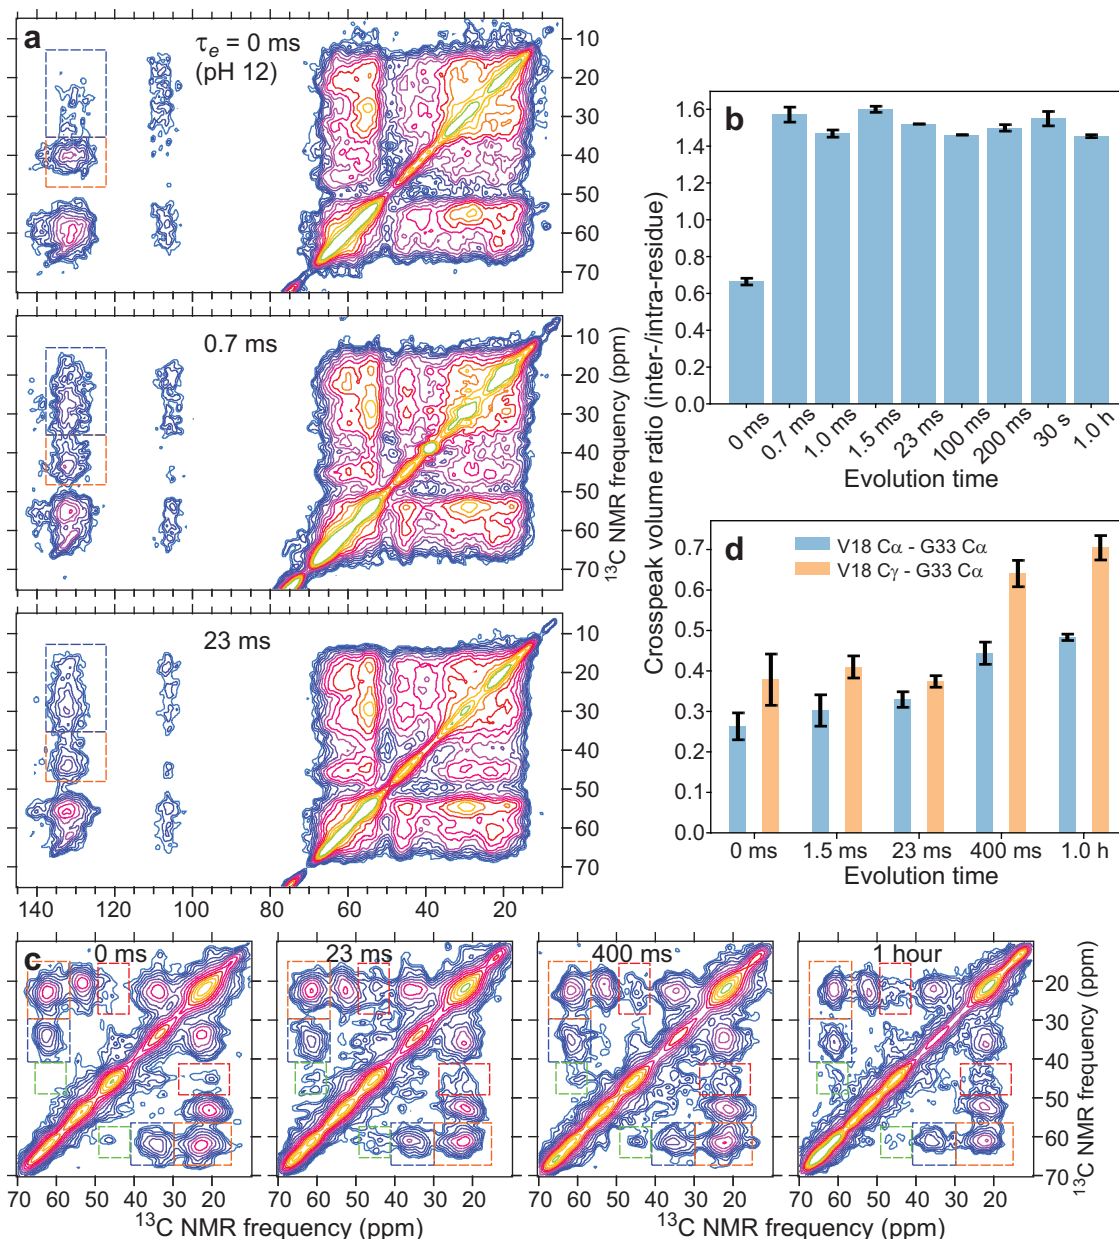 a
τe = 0 ms
(pH 12)
10
20
30
40
50
60
70
0.7 ms
10
20
30
40
50
60
70
23 ms
10
20
30
40
50
60
70
140 120 100 80 60 40 20
13C NMR frequency (ppm)
b
1.6
1.4
1.2
1.0
0.8
0.6
0.4
0.2
0.0
0 ms 0.7 ms 1.0 ms 1.5 ms 23 ms 100 ms 200 ms 30 s 1.0 h
Evolution time
Crosspeak volume ratio (inter-/intra-residue)
d
V18 Cα - G33 Cα
V18 Cγ - G33 Cα
0.7
0.6
0.5
0.4
0.3
0.2
0.1
0.0
0 ms 1.5 ms 23 ms 400 ms 1.0 h
Evolution time
c
0 ms 23 ms 400 ms 1 hour
20
30
40
50
60
70
13C NMR frequency (ppm)
70 60 50 40 30 20 70 60 50 40 30 20 70 60 50 40 30 20 70 60 50 40 30 20
13C NMR frequency (ppm) 13C NMR frequency (ppm)